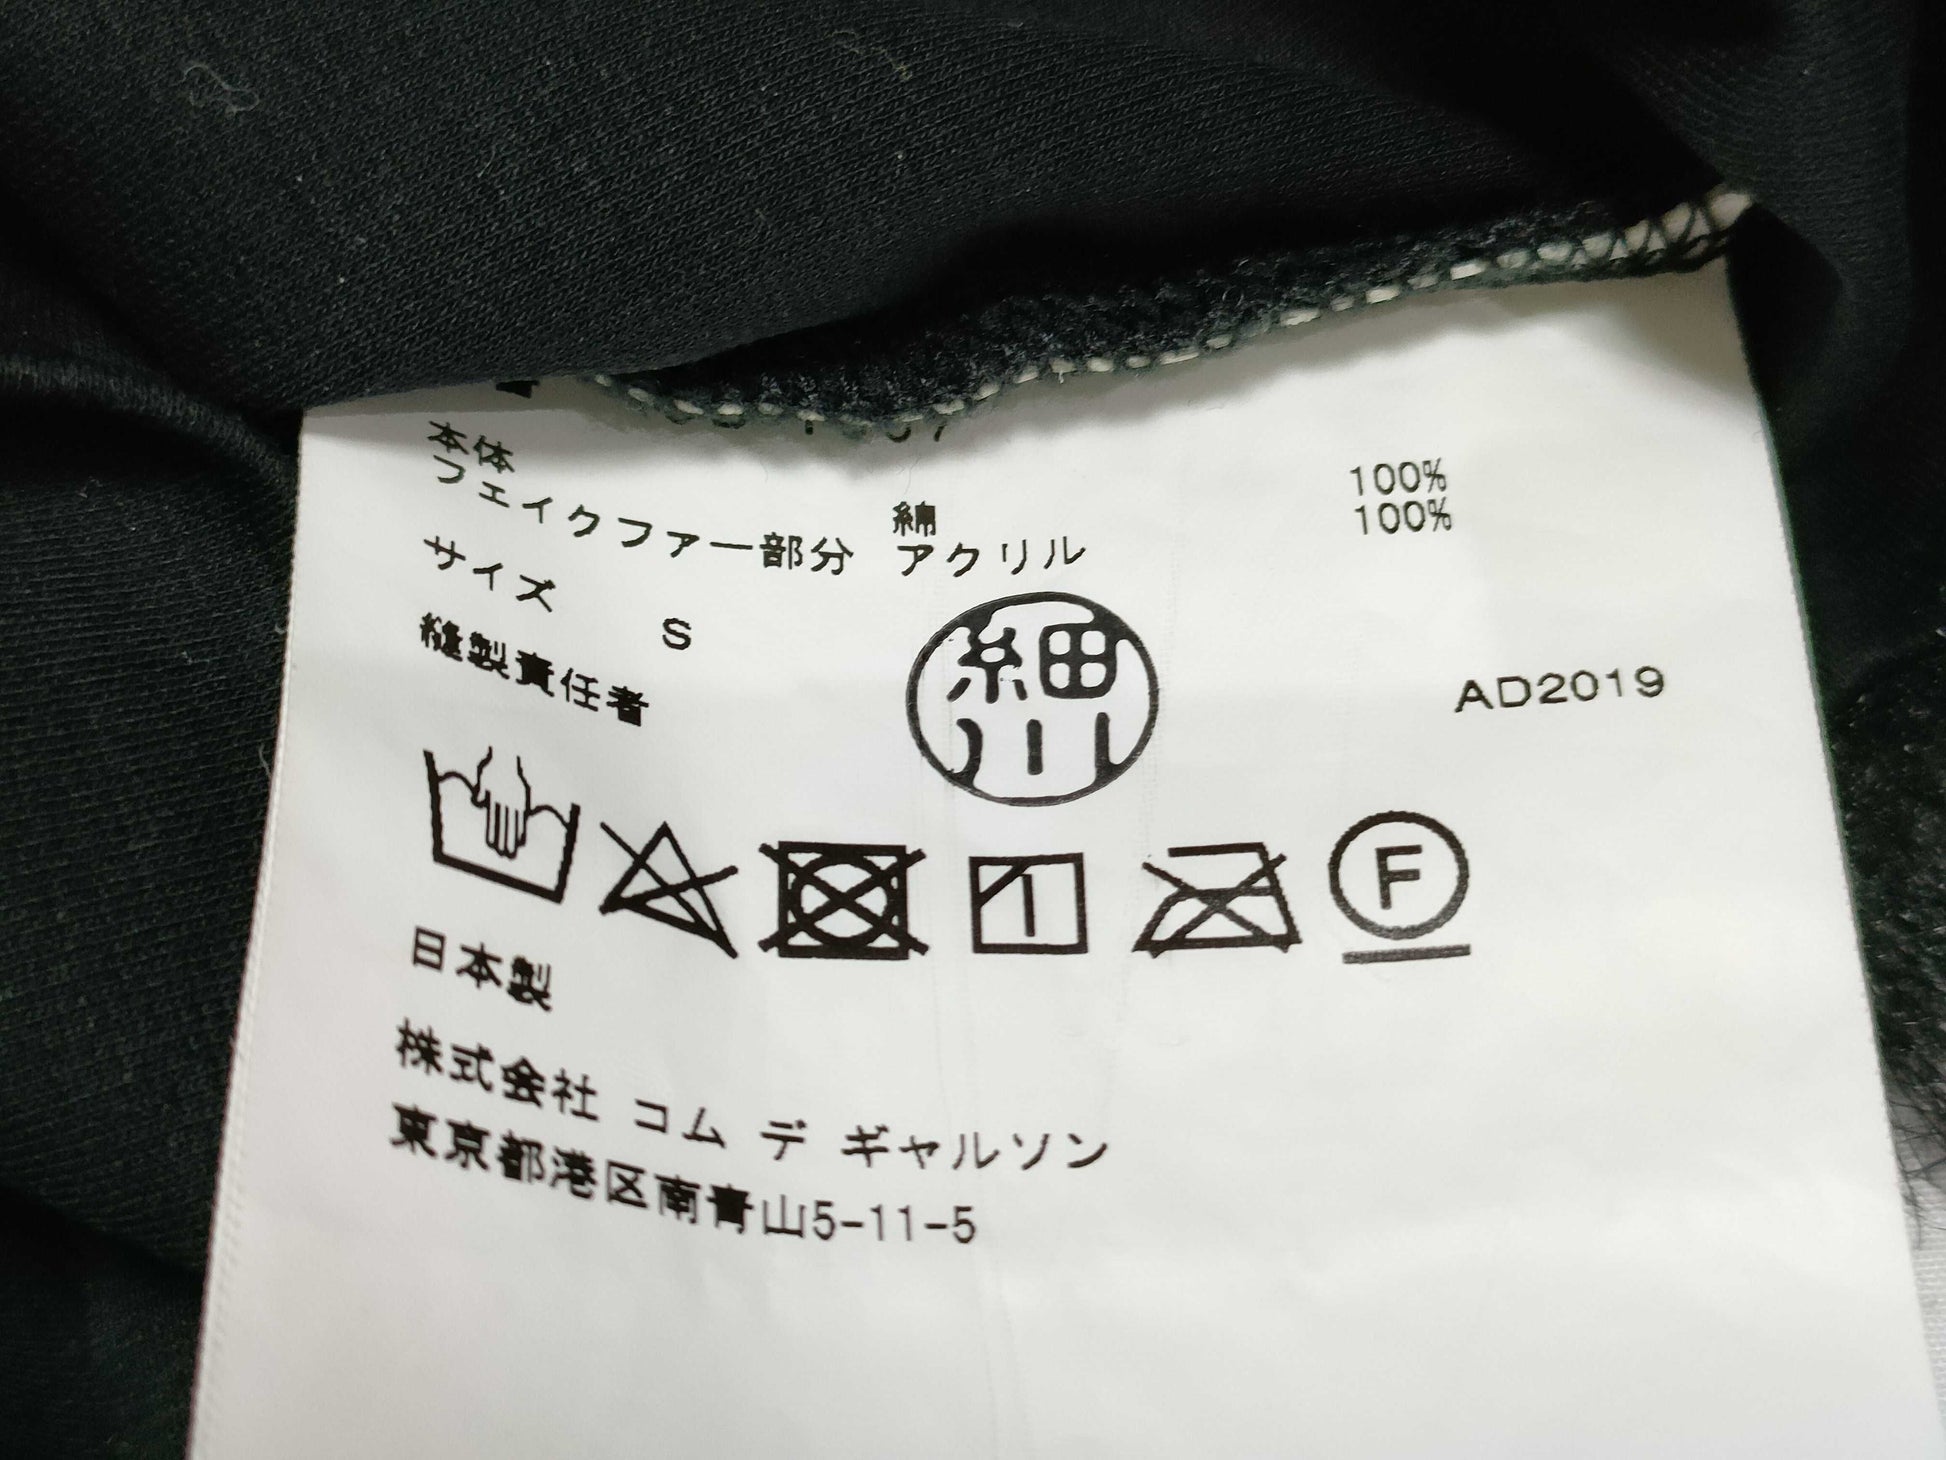 本体 綿 100%
フェイクファー部分 アクリル 100%
サイズ S
縫製責任者 細川 AD2019
F
日本製
株式会社 コム デ ギャルソン
東京都港区南青山5-11-5